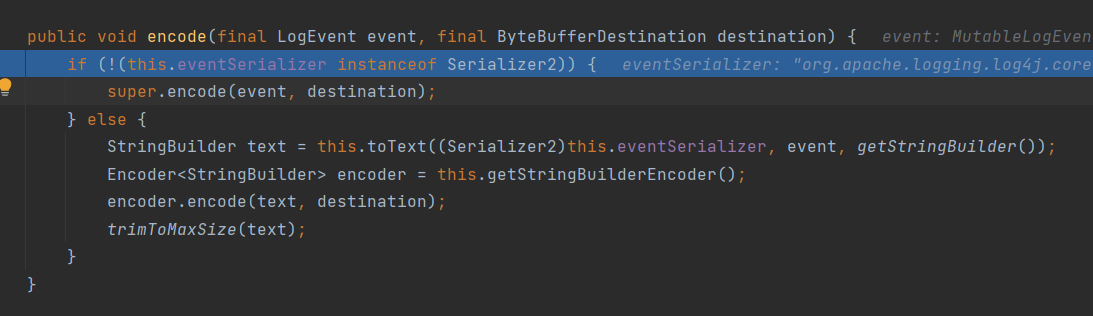 public void encode(final LogEvent event, final ByteBufferDestination destination) {  event: MutableLogEven
    if (!(this.eventSerializer instanceof Serializer2)) {  eventSerializer: "org.apache.logging.log4j.core
        super.encode(event, destination);
    } else {
        StringBuilder text = this.toText((Serializer2)this.eventSerializer, event, getStringBuilder());
        Encoder<StringBuilder> encoder = this.getStringBuilderEncoder();
        encoder.encode(text, destination);
        trimToMaxSize(text);
    }
}